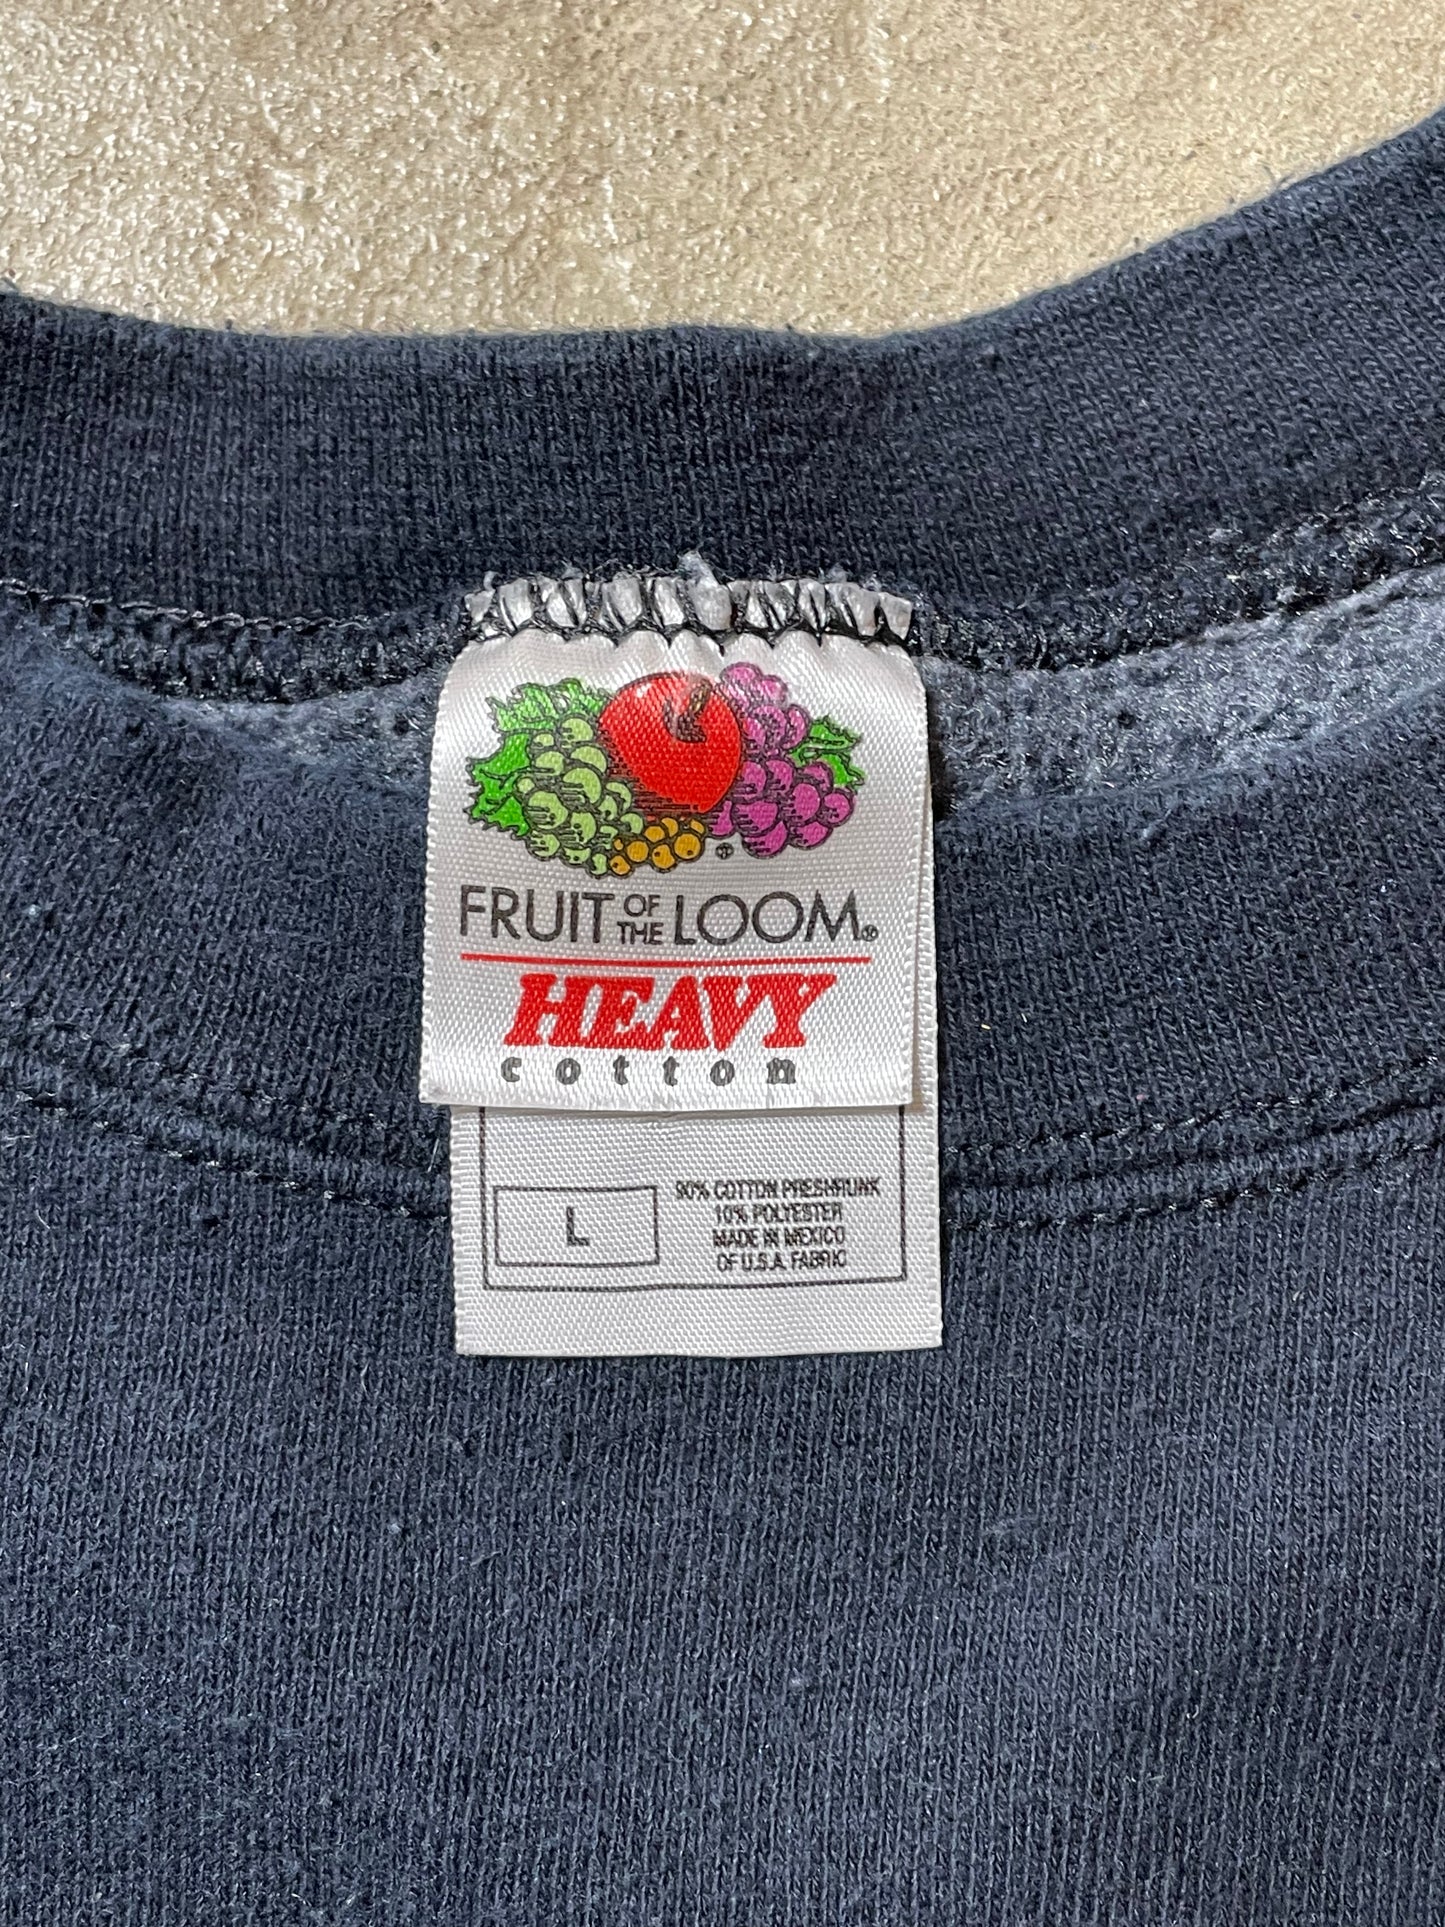 FRUIT OF THE LOOM®
HEAVY
cotton
L
90% COTTON PRESHRUNK
10% POLYESTER
MADE IN MEXICO
OF U.S.A. FABRIC